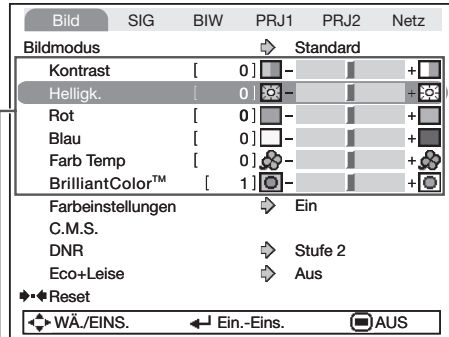 Bild SIG BIW PRJ1 PRJ2 Netz
Bildmodus Standard
Kontrast [ 0] - +
Helligk. [ 0] - +
Rot [ 0] - +
Blau [ 0] - +
Farb Temp [ 0] - +
BrilliantColor™ [ 1] - +
Farbeinstellungen Ein
C.M.S.
DNR Stufe 2
Eco+Leise Aus
Reset
WÄ./EINS. Ein.-Eins. AUS